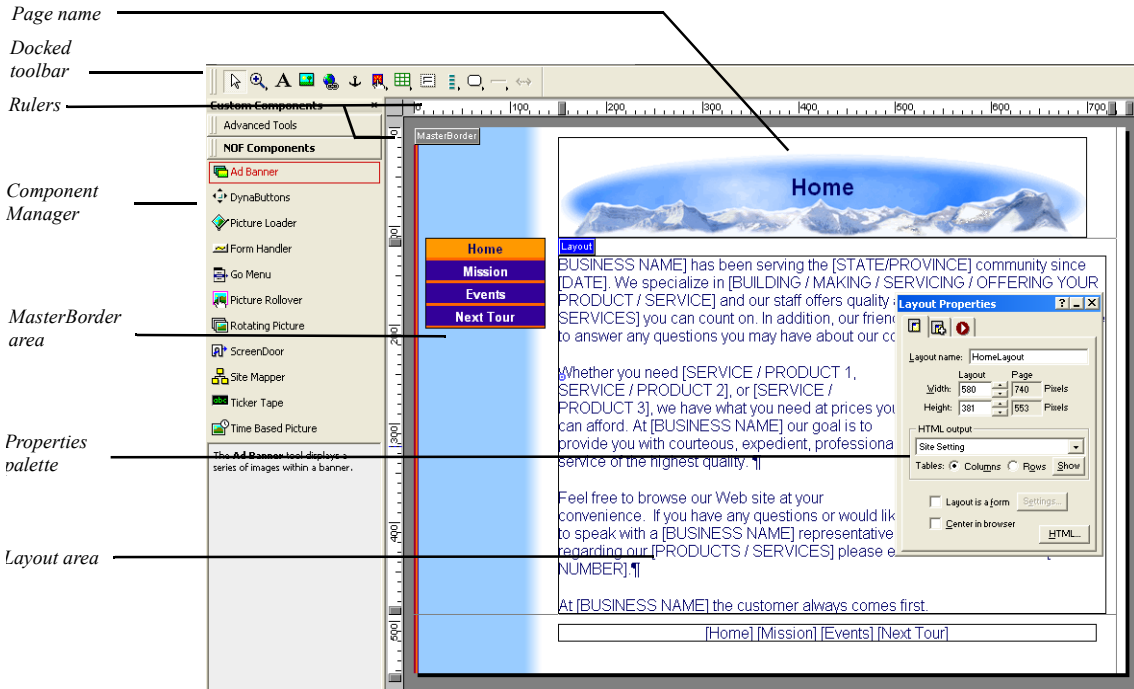 Page name
Docked
toolbar
Rulers
Component
Manager
MasterBorder
area
Properties
palette
Layout area
A
Custom Components ×
Advanced Tools
NOF Components
Ad Banner
DynaButtons
Picture Loader
Form Handler
Go Menu
Picture Rollover
Rotating Picture
ScreenDoor
Site Mapper
Ticker Tape
Time Based Picture
The Ad Banner tool displays a
series of images within a banner.
0 100 200 300 400 500 600 700
0
100
200
300
400
500
MasterBorder
Home
Home
Mission
Events
Next Tour
Layout
BUSINESS NAME] has been serving the [STATE/PROVINCE] community since
[DATE]. We specialize in [BUILDING / MAKING / SERVICING / OFFERING YOUR
PRODUCT / SERVICE] and our staff offers quality
SERVICES] you can count on. In addition, our frien
to answer any questions you may have about our co
Whether you need [SERVICE / PRODUCT 1,
SERVICE / PRODUCT 2], or [SERVICE /
PRODUCT 3], we have what you need at prices you
can afford. At [BUSINESS NAME] our goal is to
provide you with courteous, expedient, professiona
service of the highest quality. ¶
Feel free to browse our Web site at your
convenience. If you have any questions or would lik
to speak with a [BUSINESS NAME] representative
regarding our [PRODUCTS / SERVICES] please e
NUMBER].¶
At [BUSINESS NAME] the customer always comes first.
[Home] [Mission] [Events] [Next Tour]
Layout Properties ? _ X
Layout name: HomeLayout
Layout Page
Width: 580 740 Pixels
Height: 381 553 Pixels
HTML output
Site Setting
Tables: Columns Rows Show
Layout is a form Settings...
Center in browser
HTML...